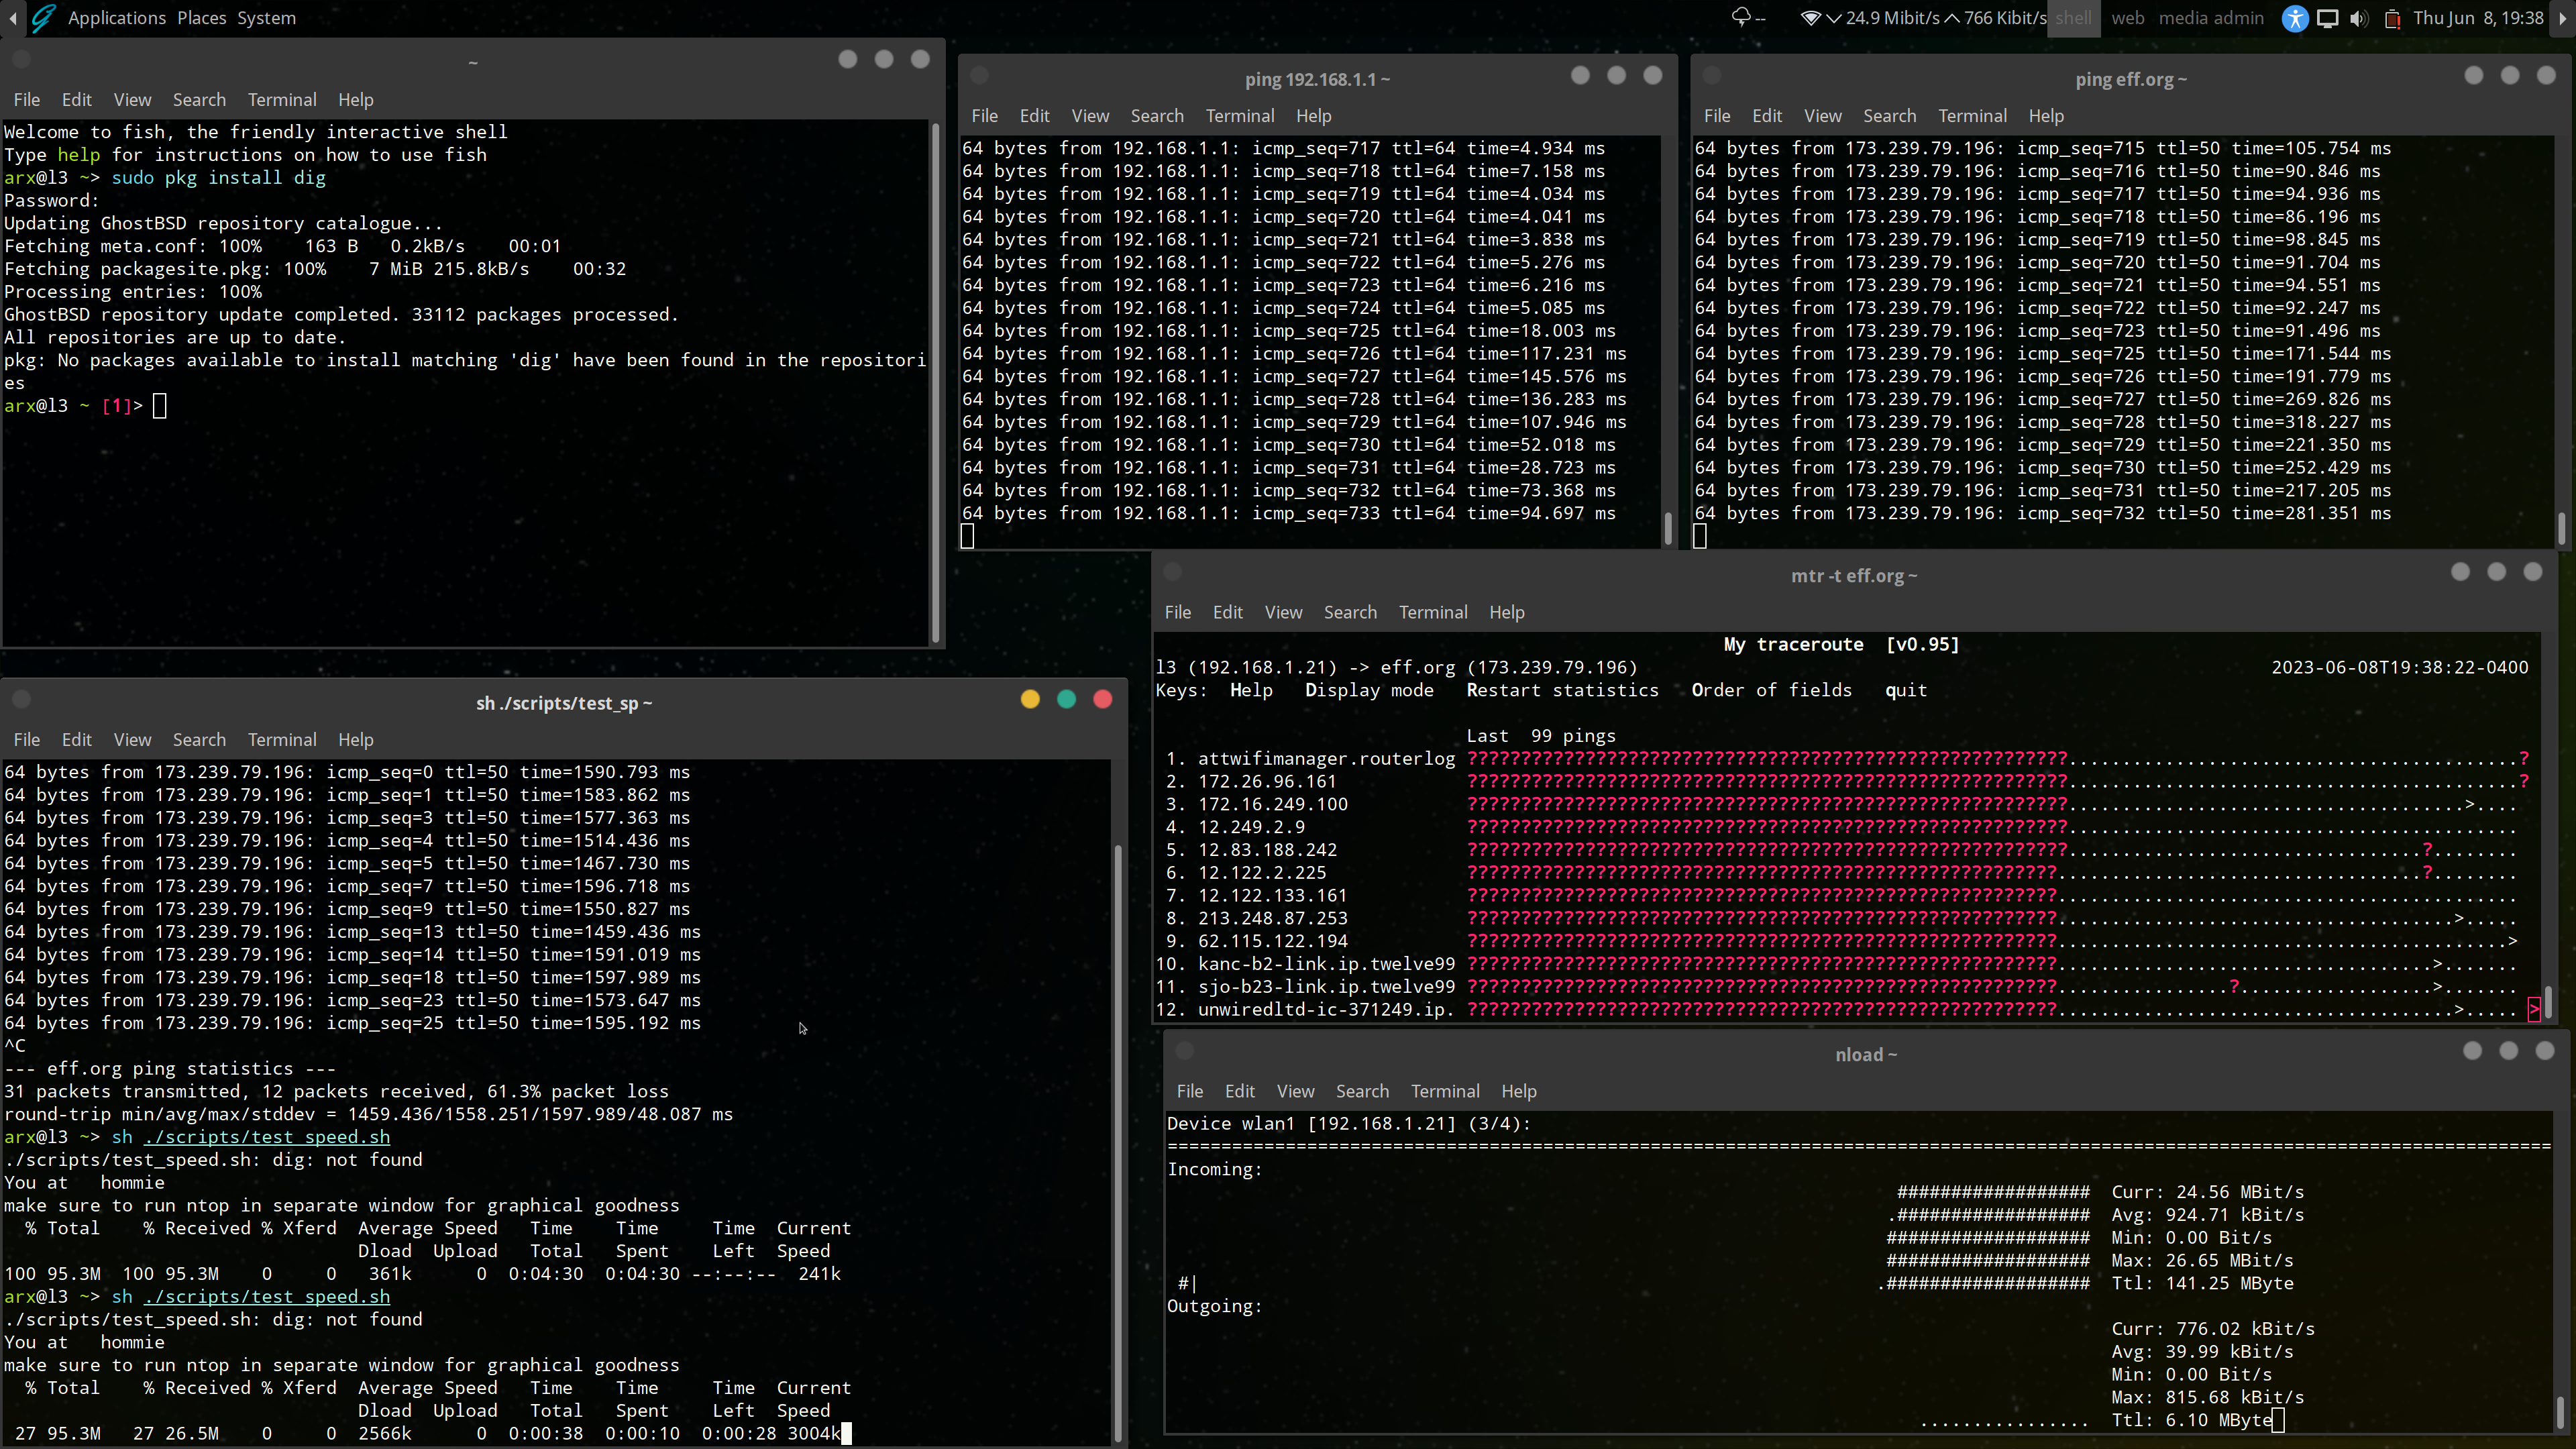 Applications Places System
-- 24.9 Mibit/s 766 Kibit/s shell web media admin Thu Jun 8, 19:38
~
File Edit View Search Terminal Help
Welcome to fish, the friendly interactive shell
Type help for instructions on how to use fish
arx@l3 ~> sudo pkg install dig
Password:
Updating GhostBSD repository catalogue...
Fetching meta.conf: 100% 163 B 0.2kB/s 00:01
Fetching packagesite.pkg: 100% 7 MiB 215.8kB/s 00:32
Processing entries: 100%
GhostBSD repository update completed. 33112 packages processed.
All repositories are up to date.
pkg: No packages available to install matching 'dig' have been found in the repositori
es
arx@l3 ~ [1]>
ping 192.168.1.1 ~
File Edit View Search Terminal Help
64 bytes from 192.168.1.1: icmp_seq=717 ttl=64 time=4.934 ms
64 bytes from 192.168.1.1: icmp_seq=718 ttl=64 time=7.158 ms
64 bytes from 192.168.1.1: icmp_seq=719 ttl=64 time=4.034 ms
64 bytes from 192.168.1.1: icmp_seq=720 ttl=64 time=4.041 ms
64 bytes from 192.168.1.1: icmp_seq=721 ttl=64 time=3.838 ms
64 bytes from 192.168.1.1: icmp_seq=722 ttl=64 time=5.276 ms
64 bytes from 192.168.1.1: icmp_seq=723 ttl=64 time=6.216 ms
64 bytes from 192.168.1.1: icmp_seq=724 ttl=64 time=5.085 ms
64 bytes from 192.168.1.1: icmp_seq=725 ttl=64 time=18.003 ms
64 bytes from 192.168.1.1: icmp_seq=726 ttl=64 time=117.231 ms
64 bytes from 192.168.1.1: icmp_seq=727 ttl=64 time=145.576 ms
64 bytes from 192.168.1.1: icmp_seq=728 ttl=64 time=136.283 ms
64 bytes from 192.168.1.1: icmp_seq=729 ttl=64 time=107.946 ms
64 bytes from 192.168.1.1: icmp_seq=730 ttl=64 time=52.018 ms
64 bytes from 192.168.1.1: icmp_seq=731 ttl=64 time=28.723 ms
64 bytes from 192.168.1.1: icmp_seq=732 ttl=64 time=73.368 ms
64 bytes from 192.168.1.1: icmp_seq=733 ttl=64 time=94.697 ms
ping eff.org ~
File Edit View Search Terminal Help
64 bytes from 173.239.79.196: icmp_seq=715 ttl=50 time=105.754 ms
64 bytes from 173.239.79.196: icmp_seq=716 ttl=50 time=90.846 ms
64 bytes from 173.239.79.196: icmp_seq=717 ttl=50 time=94.936 ms
64 bytes from 173.239.79.196: icmp_seq=718 ttl=50 time=86.196 ms
64 bytes from 173.239.79.196: icmp_seq=719 ttl=50 time=98.845 ms
64 bytes from 173.239.79.196: icmp_seq=720 ttl=50 time=91.704 ms
64 bytes from 173.239.79.196: icmp_seq=721 ttl=50 time=94.551 ms
64 bytes from 173.239.79.196: icmp_seq=722 ttl=50 time=92.247 ms
64 bytes from 173.239.79.196: icmp_seq=723 ttl=50 time=91.496 ms
64 bytes from 173.239.79.196: icmp_seq=725 ttl=50 time=171.544 ms
64 bytes from 173.239.79.196: icmp_seq=726 ttl=50 time=191.779 ms
64 bytes from 173.239.79.196: icmp_seq=727 ttl=50 time=269.826 ms
64 bytes from 173.239.79.196: icmp_seq=728 ttl=50 time=318.227 ms
64 bytes from 173.239.79.196: icmp_seq=729 ttl=50 time=221.350 ms
64 bytes from 173.239.79.196: icmp_seq=730 ttl=50 time=252.429 ms
64 bytes from 173.239.79.196: icmp_seq=731 ttl=50 time=217.205 ms
64 bytes from 173.239.79.196: icmp_seq=732 ttl=50 time=281.351 ms
mtr -t eff.org ~
File Edit View Search Terminal Help
My traceroute [v0.95]
l3 (192.168.1.21) -> eff.org (173.239.79.196) 2023-06-08T19:38:22-0400
Keys: Help Display mode Restart statistics Order of fields quit
Last 99 pings
1. attwifimanager.routerlog
2. 172.26.96.161
3. 172.16.249.100
4. 12.249.2.9
5. 12.83.188.242
6. 12.122.2.225
7. 12.122.133.161
8. 213.248.87.253
9. 62.115.122.194
10. kanc-b2-link.ip.twelve99
11. sjo-b23-link.ip.twelve99
12. unwiredltd-ic-371249.ip.
sh ./scripts/test_sp ~
File Edit View Search Terminal Help
64 bytes from 173.239.79.196: icmp_seq=0 ttl=50 time=1590.793 ms
64 bytes from 173.239.79.196: icmp_seq=1 ttl=50 time=1583.862 ms
64 bytes from 173.239.79.196: icmp_seq=3 ttl=50 time=1577.363 ms
64 bytes from 173.239.79.196: icmp_seq=4 ttl=50 time=1514.436 ms
64 bytes from 173.239.79.196: icmp_seq=5 ttl=50 time=1467.730 ms
64 bytes from 173.239.79.196: icmp_seq=7 ttl=50 time=1596.718 ms
64 bytes from 173.239.79.196: icmp_seq=9 ttl=50 time=1550.827 ms
64 bytes from 173.239.79.196: icmp_seq=13 ttl=50 time=1459.436 ms
64 bytes from 173.239.79.196: icmp_seq=14 ttl=50 time=1591.019 ms
64 bytes from 173.239.79.196: icmp_seq=18 ttl=50 time=1597.989 ms
64 bytes from 173.239.79.196: icmp_seq=23 ttl=50 time=1573.647 ms
64 bytes from 173.239.79.196: icmp_seq=25 ttl=50 time=1595.192 ms
^C
--- eff.org ping statistics ---
31 packets transmitted, 12 packets received, 61.3% packet loss
round-trip min/avg/max/stddev = 1459.436/1558.251/1597.989/48.087 ms
arx@l3 ~> sh ./scripts/test_speed.sh
./scripts/test_speed.sh: dig: not found
You at hommie
make sure to run ntop in separate window for graphical goodness
% Total % Received % Xferd Average Speed Time Time Time Current
Dload Upload Total Spent Left Speed
100 95.3M 100 95.3M 0 0 361k 0 0:04:30 0:04:30 --:--:-- 241k
arx@l3 ~> sh ./scripts/test_speed.sh
./scripts/test_speed.sh: dig: not found
You at hommie
make sure to run ntop in separate window for graphical goodness
% Total % Received % Xferd Average Speed Time Time Time Current
Dload Upload Total Spent Left Speed
27 95.3M 27 26.5M 0 0 2566k 0 0:00:38 0:00:10 0:00:28 3004k
nload ~
File Edit View Search Terminal Help
Device wlan1 [192.168.1.21] (3/4):
Incoming:
Curr: 24.56 MBit/s
Avg: 924.71 kBit/s
Min: 0.00 Bit/s
Max: 26.65 MBit/s
#| Ttl: 141.25 MByte
Outgoing:
Curr: 776.02 kBit/s
Avg: 39.99 kBit/s
Min: 0.00 Bit/s
Max: 815.68 kBit/s
Ttl: 6.10 MByte